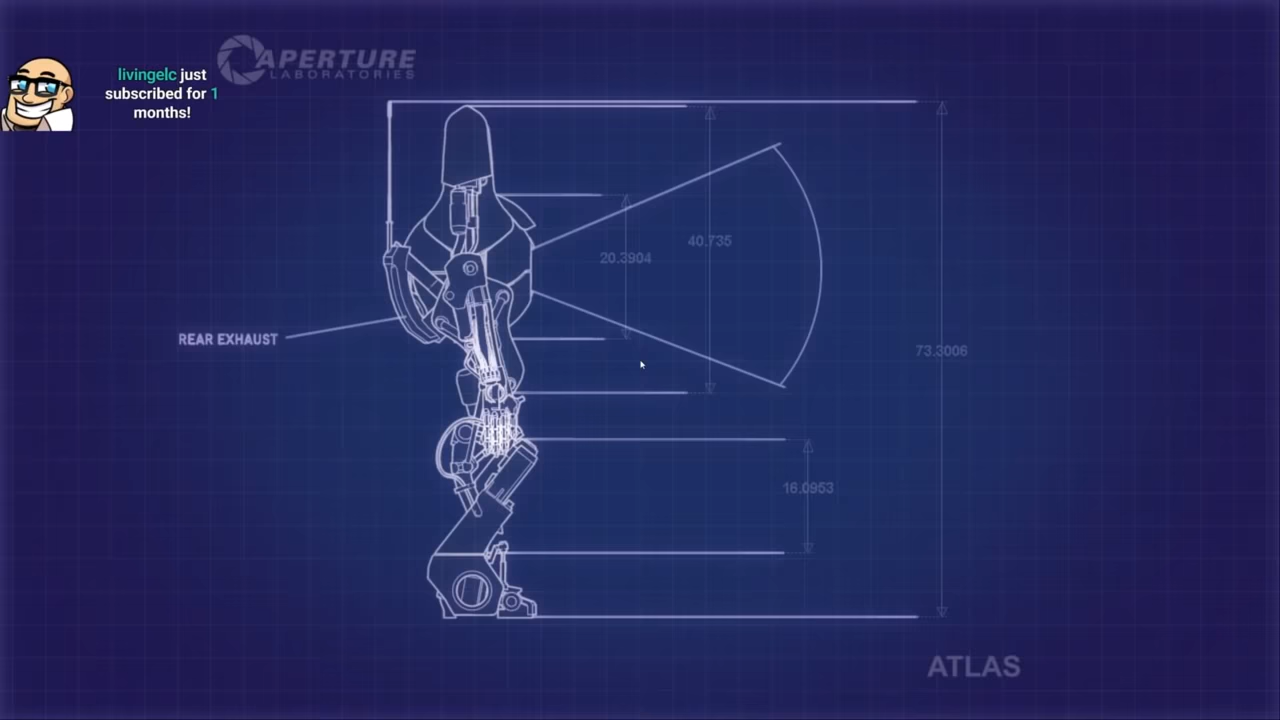 APERTURE
LABORATORIES
livingelc just
subscribed for 1
months!
20.3904
40.735
REAR EXHAUST
73.3006
16.0953
ATLAS